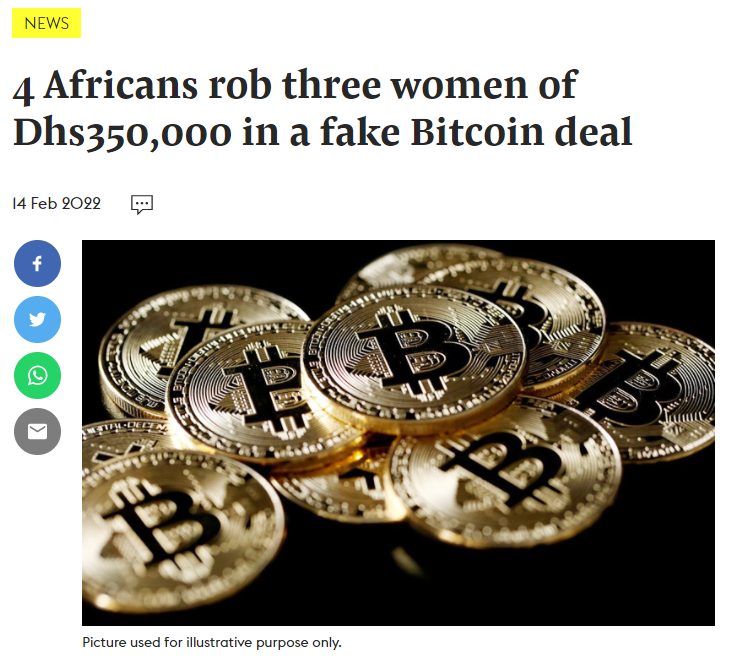 NEWS
4 Africans rob three women of
Dhs350,000 in a fake Bitcoin deal
14 Feb 2022
Picture used for illustrative purpose only.